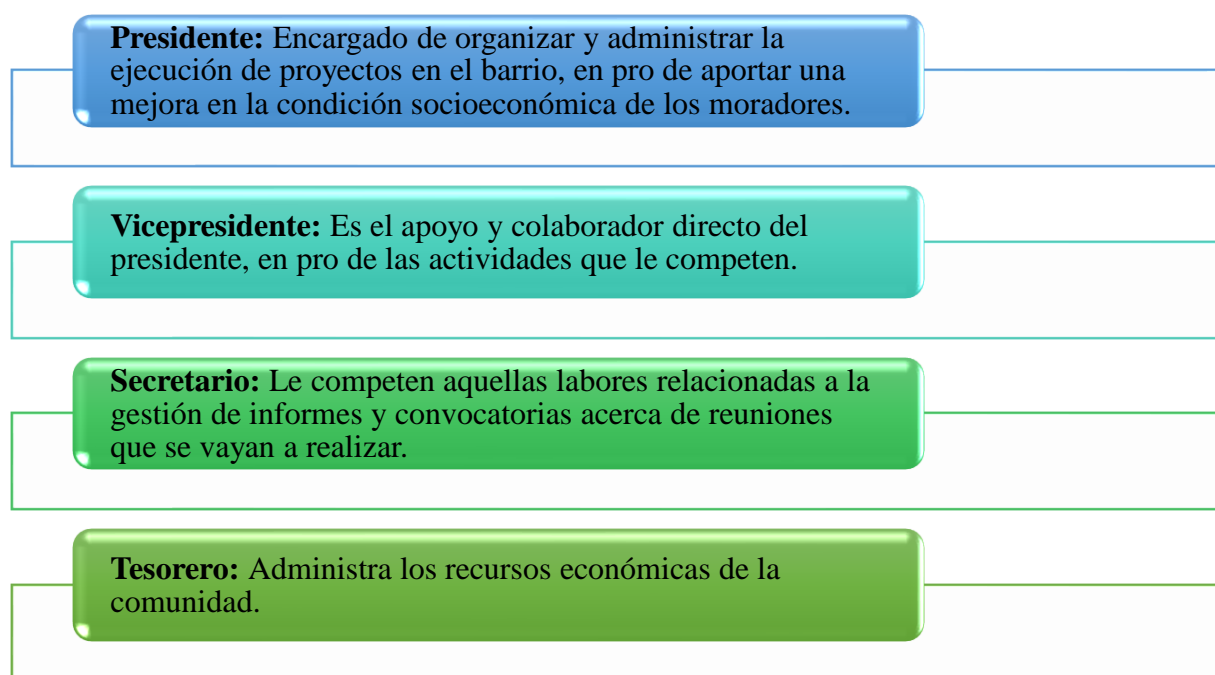 Presidente: Encargado de organizar y administrar la
ejecución de proyectos en el barrio, en pro de aportar una
mejora en la condición socioeconómica de los moradores.
Vicepresidente: Es el apoyo y colaborador directo del
presidente, en pro de las actividades que le competen.
Secretario: Le competen aquellas labores relacionadas a la
gestión de informes y convocatorias acerca de reuniones
que se vayan a realizar.
Tesorero: Administra los recursos económicas de la
comunidad.